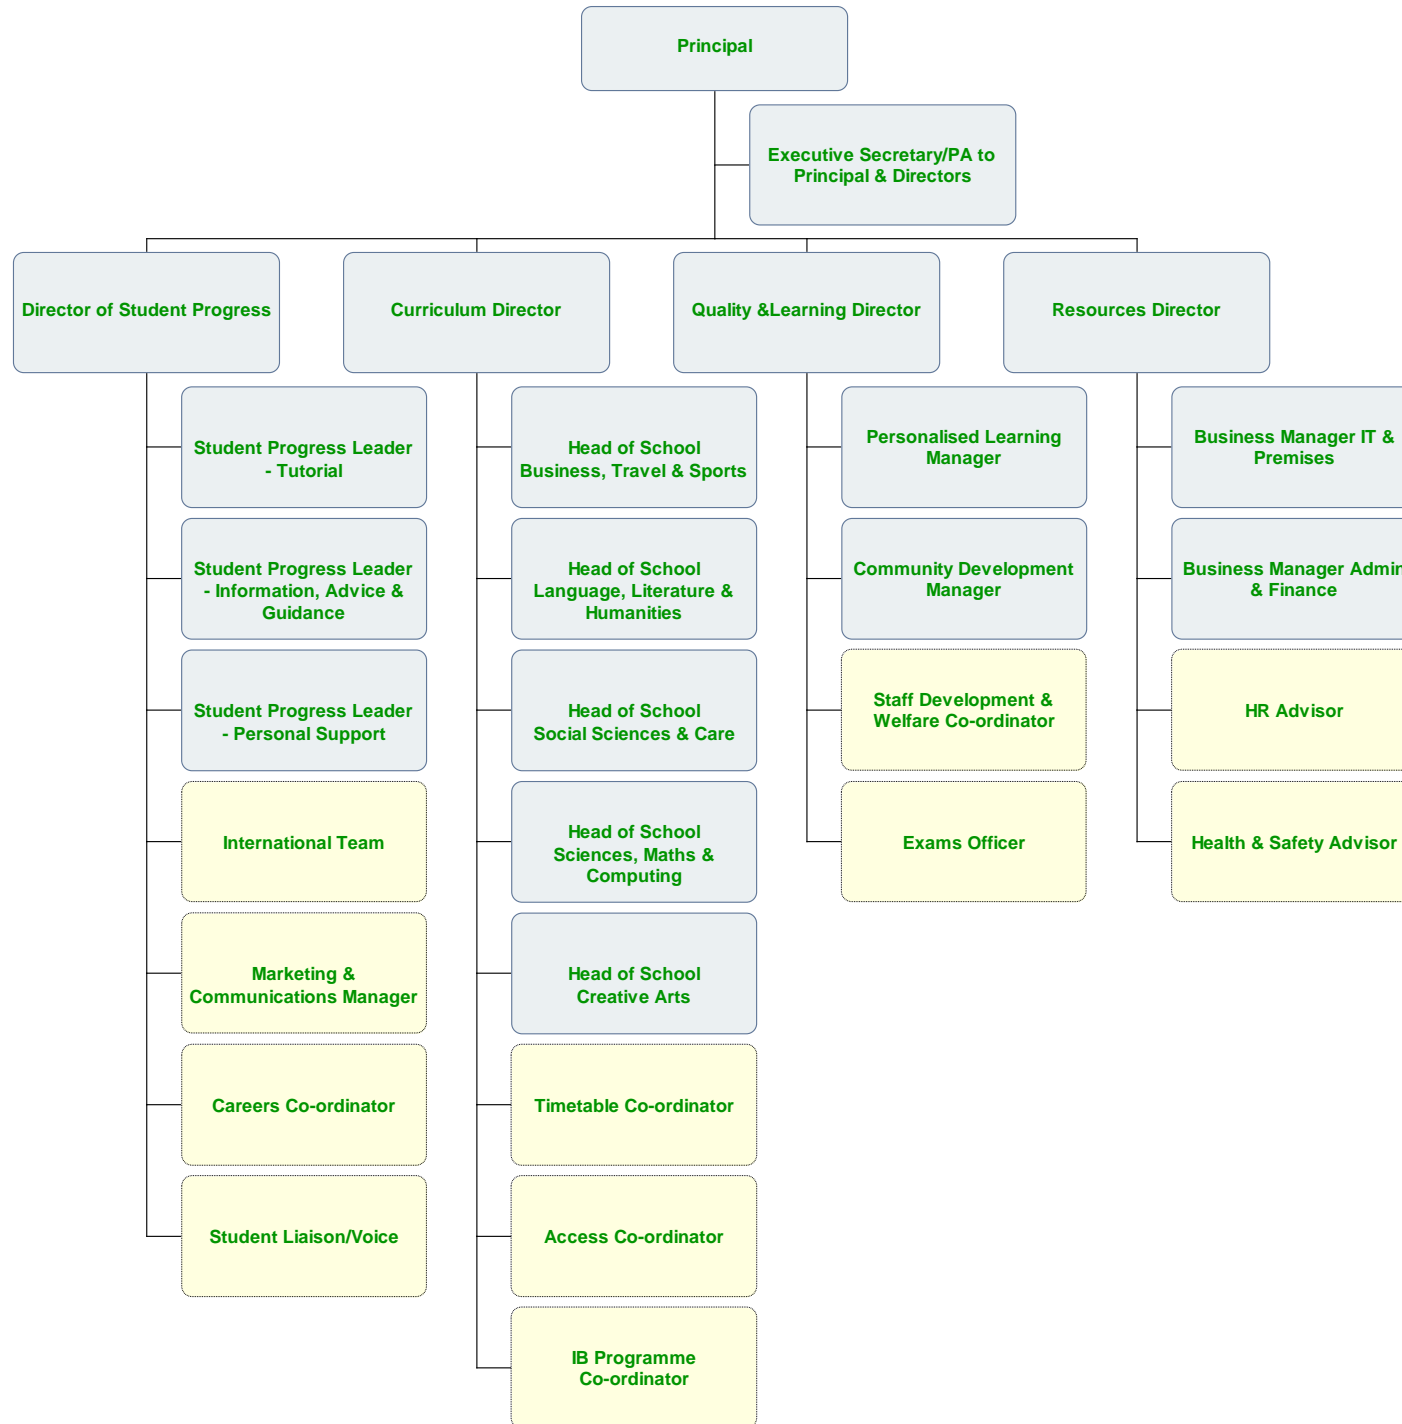 Principal
Executive Secretary/PA to
Principal & Directors
Director of Student Progress
Curriculum Director
Quality &Learning Director
Resources Director
Student Progress Leader
- Tutorial
Student Progress Leader
- Information, Advice &
Guidance
Student Progress Leader
- Personal Support
International Team
Marketing &
Communications Manager
Careers Co-ordinator
Student Liaison/Voice
Head of School
Business, Travel & Sports
Head of School
Language, Literature &
Humanities
Head of School
Social Sciences & Care
Head of School
Sciences, Maths &
Computing
Head of School
Creative Arts
Timetable Co-ordinator
Access Co-ordinator
IB Programme
Co-ordinator
Personalised Learning
Manager
Community Development
Manager
Staff Development &
Welfare Co-ordinator
Exams Officer
Business Manager IT &
Premises
Business Manager Admin
& Finance
HR Advisor
Health & Safety Advisor